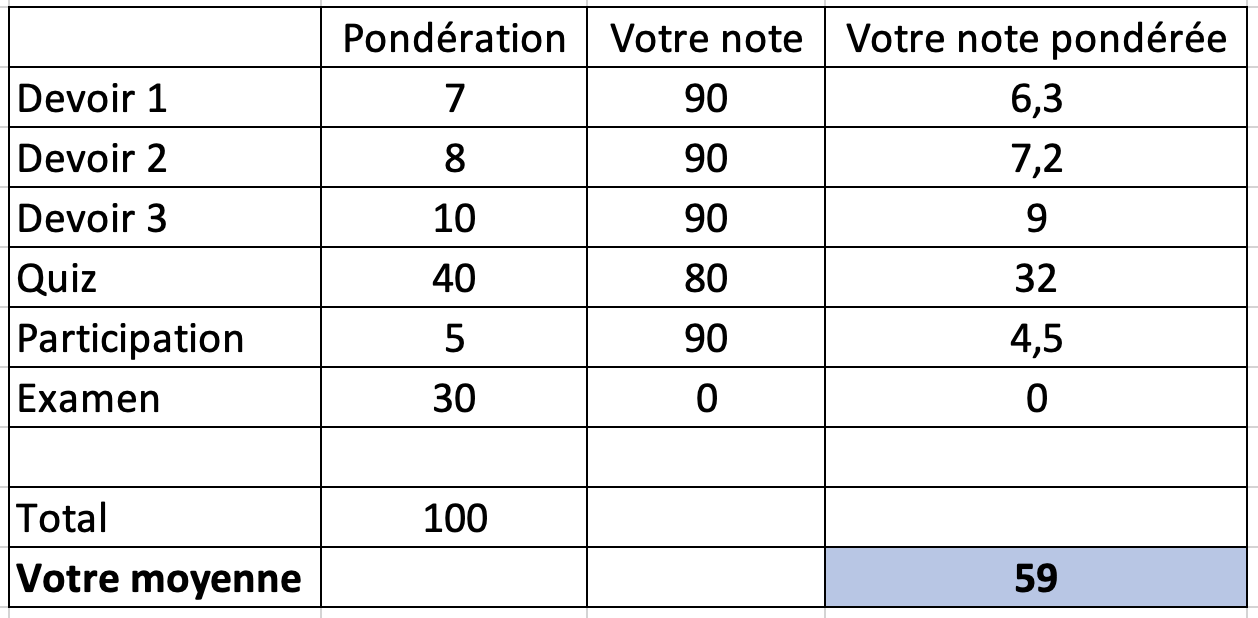 Pondération Votre note Votre note pondérée
Devoir 1 7 90 6,3
Devoir 2 8 90 7,2
Devoir 3 10 90 9
Quiz 40 80 32
Participation 5 90 4,5
Examen 30 0 0
Total 100
Votre moyenne 59